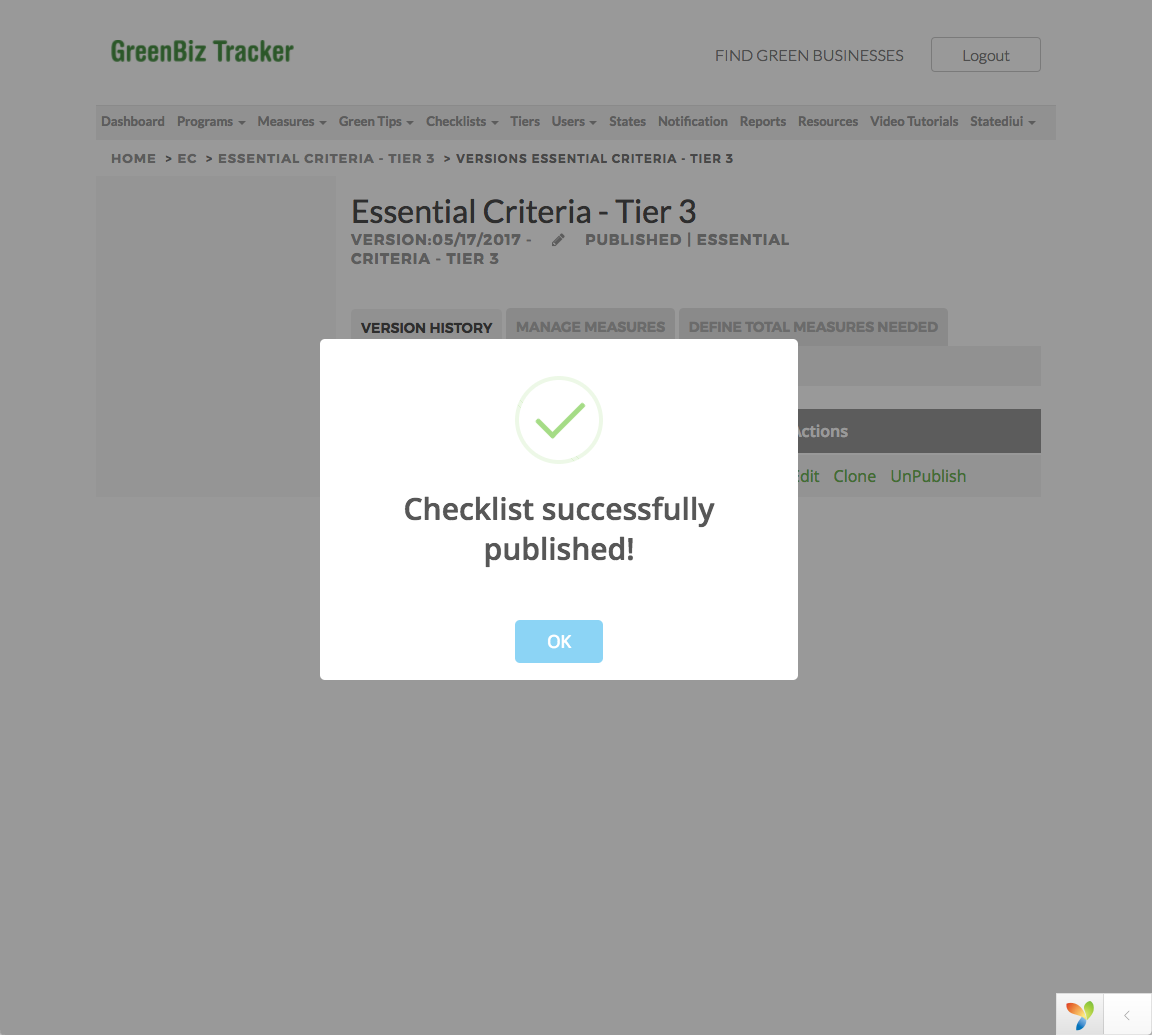 GreenBiz Tracker
FIND GREEN BUSINESSES
Logout
Dashboard Programs Measures Green Tips Checklists Tiers Users States Notification Reports Resources Video Tutorials Statediui
HOME > EC > ESSENTIAL CRITERIA - TIER 3 > VERSIONS ESSENTIAL CRITERIA - TIER 3
Essential Criteria - Tier 3
VERSION:05/17/2017 - PUBLISHED | ESSENTIAL
CRITERIA - TIER 3
VERSION HISTORY
MANAGE MEASURES
DEFINE TOTAL MEASURES NEEDED
Actions
Edit Clone UnPublish
Checklist successfully
published!
OK